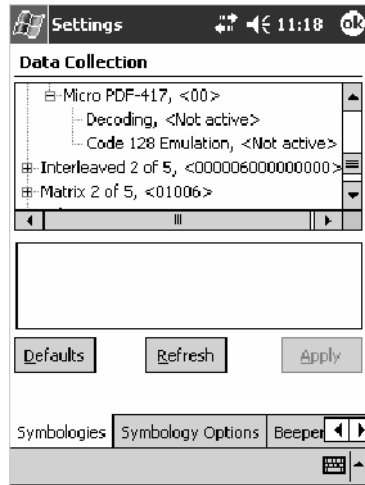 Settings 11:18 ok
Data Collection
Micro PDF-417, <00>
Decoding, <Not active>
Code 128 Emulation, <Not active>
Interleaved 2 of 5, <000006000000000>
Matrix 2 of 5, <01006>
Defaults Refresh Apply
Symbologies Symbology Options Beeper